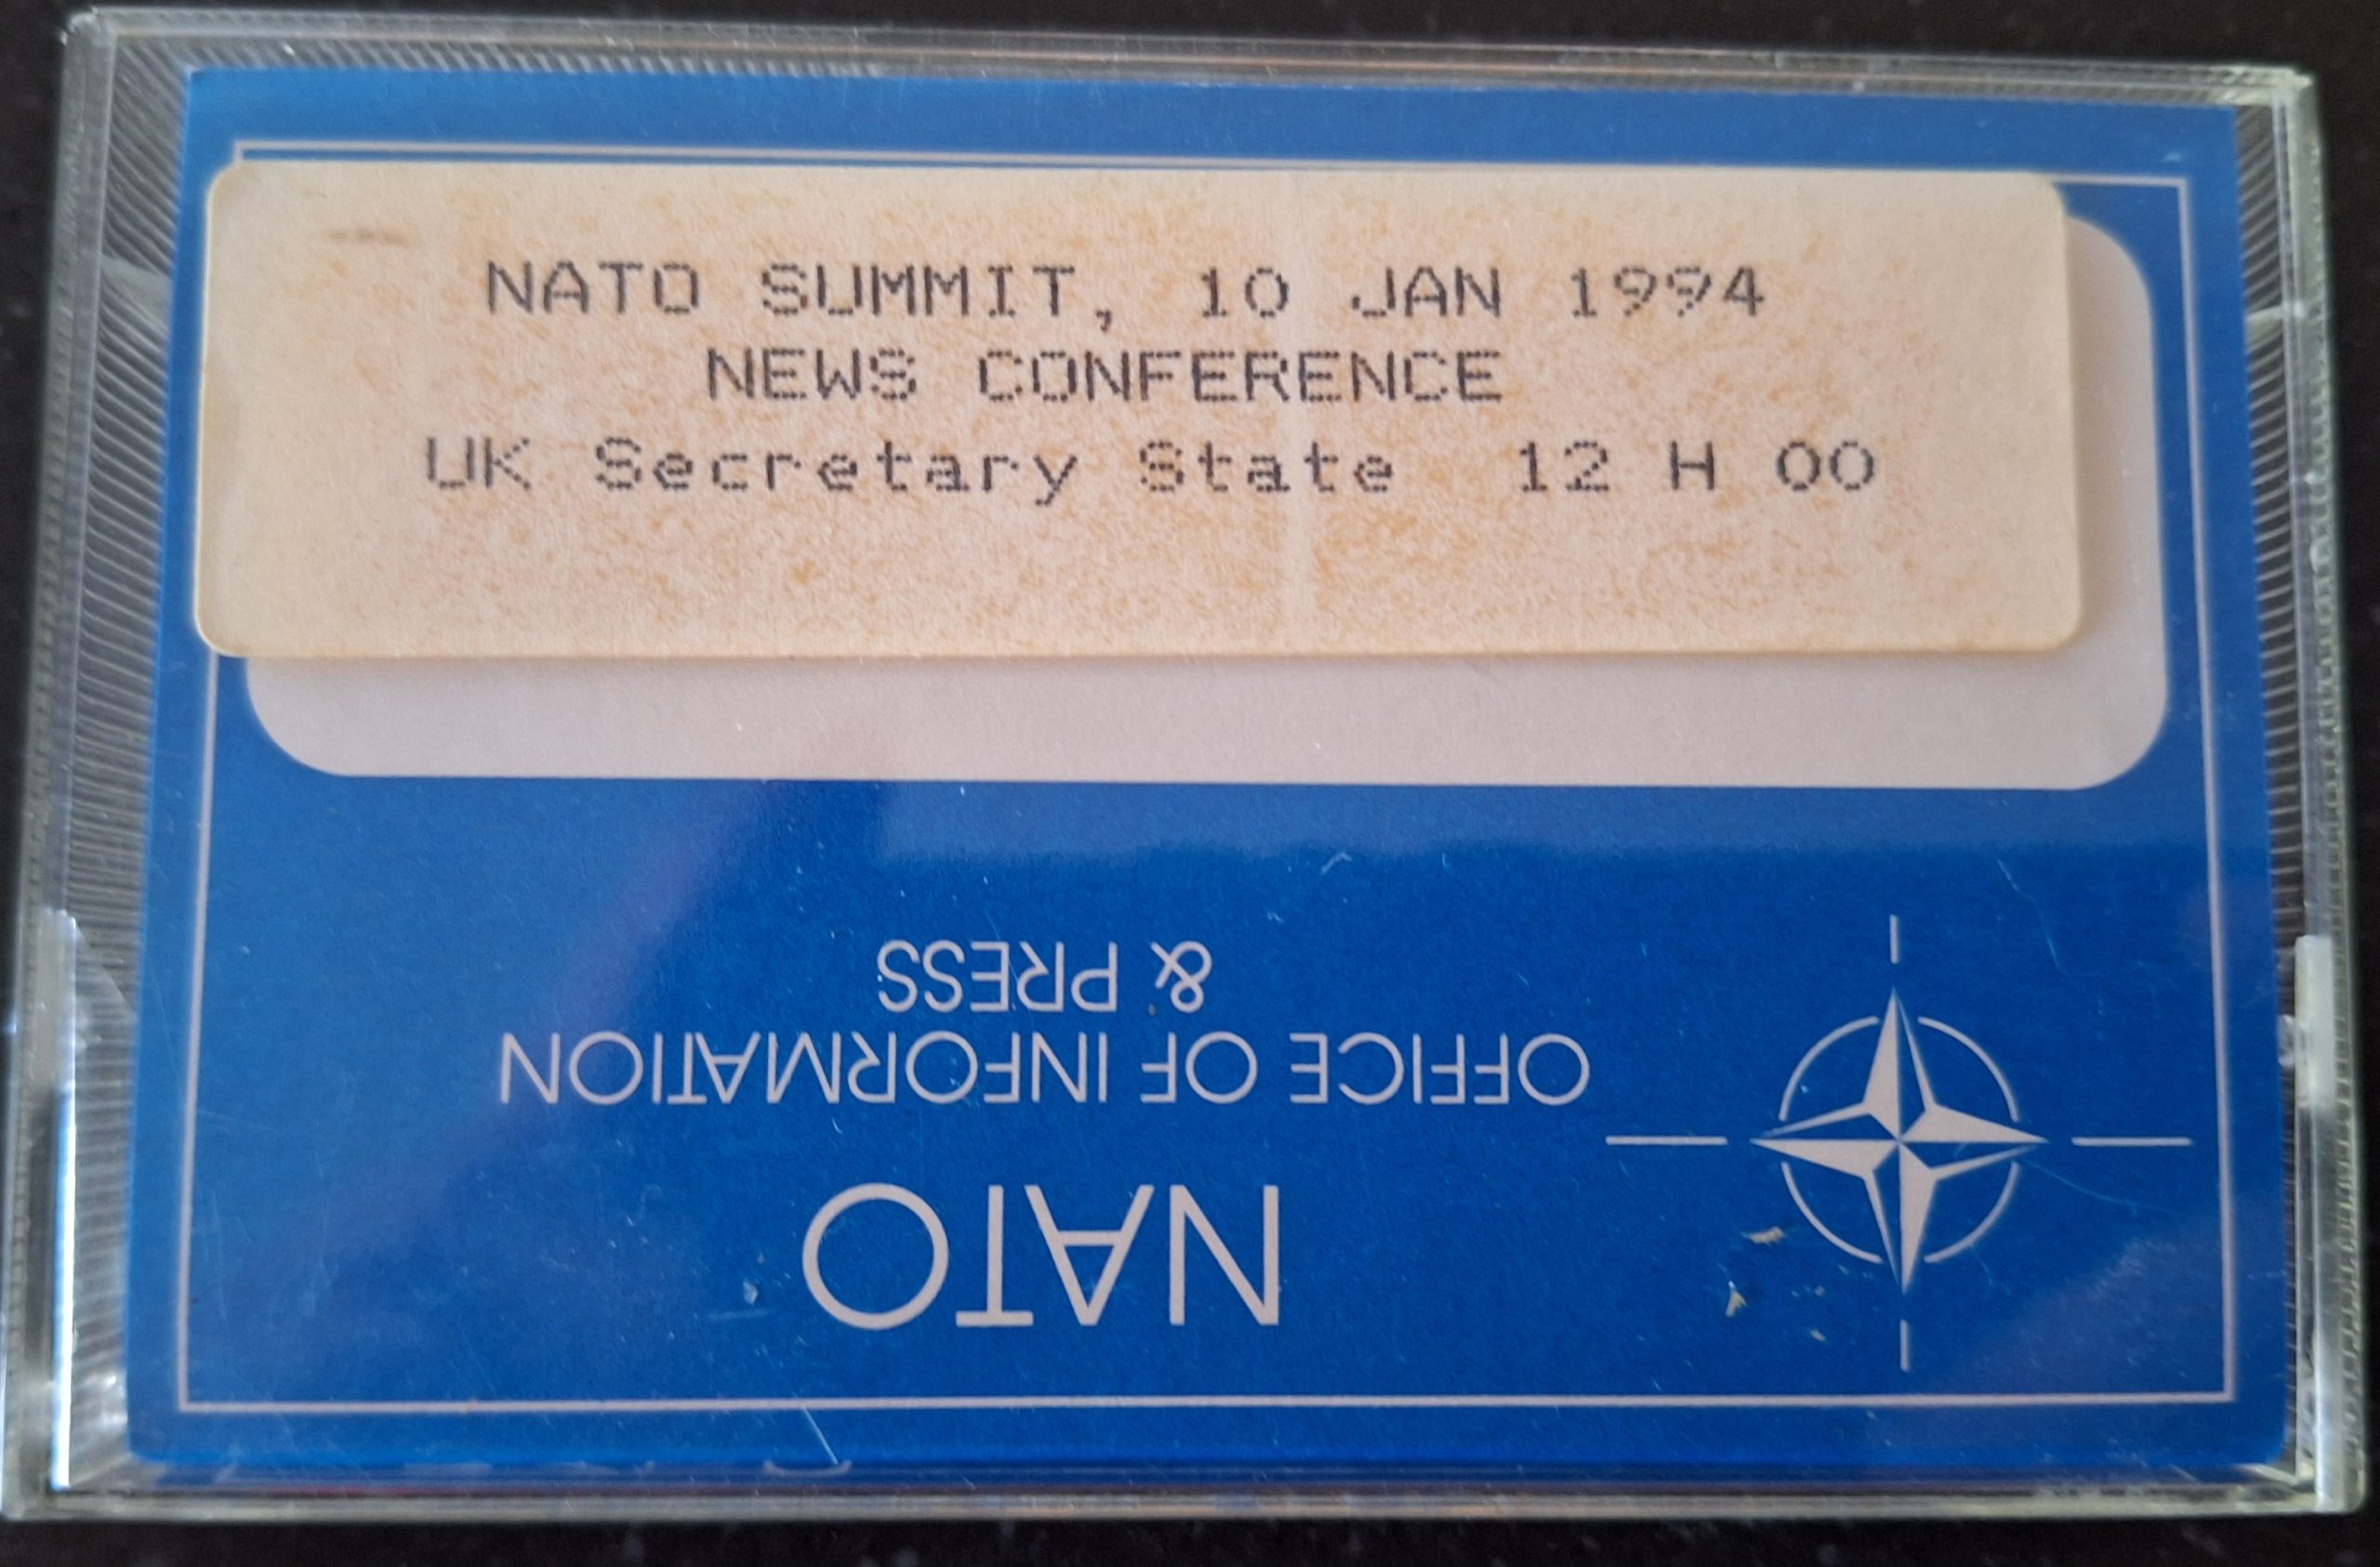 NATO SUMMIT, 10 JAN 1994
NEWS CONFERENCE
UK Secretary State 12 H 00
NATO
OFFICE OF INFORMATION
& PRESS